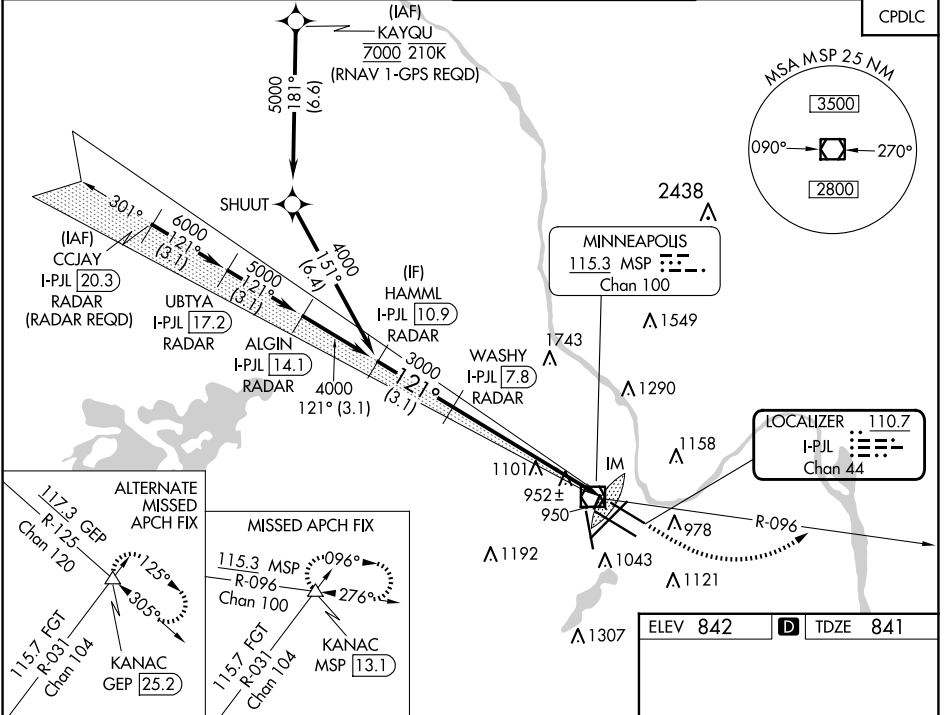 CPDLC
(IAF)
KAYQU
7000 210K
(RNAV 1-GPS REQD)
5000
181°
(6.6)
MSA MSP 25 NM
3500
090°
270°
2800
SHUUT
4000
151°
(6.4)
2438
301°
6000
121°
(3.1)
5000
121°
(3.1)
(IAF)
CCJAY
I-PJL 20.3
RADAR
(RADAR REQD)
UBTYA
I-PJL 17.2
RADAR
ALGIN
I-PJL 14.1
RADAR
4000
121° (3.1)
(IF)
HAMML
I-PJL 10.9
RADAR
3000
121°
(3.1)
WASHY
I-PJL 7.8
RADAR
MINNEAPOLIS
115.3 MSP
Chan 100
1549
1743
1290
LOCALIZER 110.7
I-PJL
Chan 44
1158
1101
IM
952±
950
978
R-096
1192
1043
1121
1307
ALTERNATE
MISSED
APCH FIX
117.3 GEP
R-125
Chan 120
125°
305°
115.7 FGT
R-031
Chan 104
KANAC
GEP 25.2
MISSED APCH FIX
115.3 MSP
R-096
Chan 100
096°
276°
115.7 FGT
R-031
Chan 104
KANAC
MSP 13.1
ELEV 842 D TDZE 841